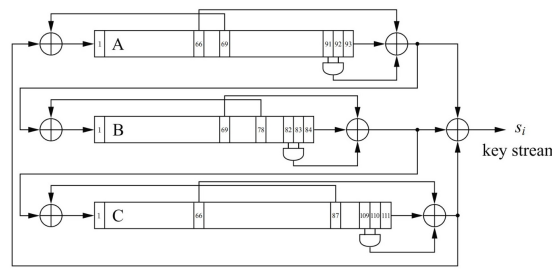 1 A 66 69 91 92 93
s_i
key stream
1 B 69 78 82 83 84
1 C 66 87 109 110 111